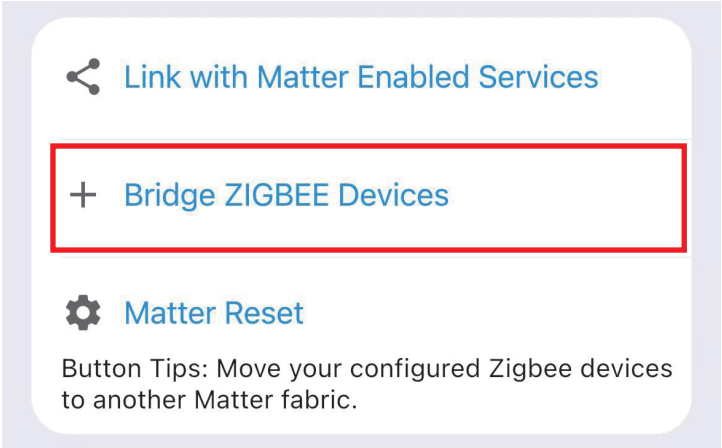 Link with Matter Enabled Services
Bridge ZIGBEE Devices
Matter Reset
Button Tips: Move your configured Zigbee devices
to another Matter fabric.